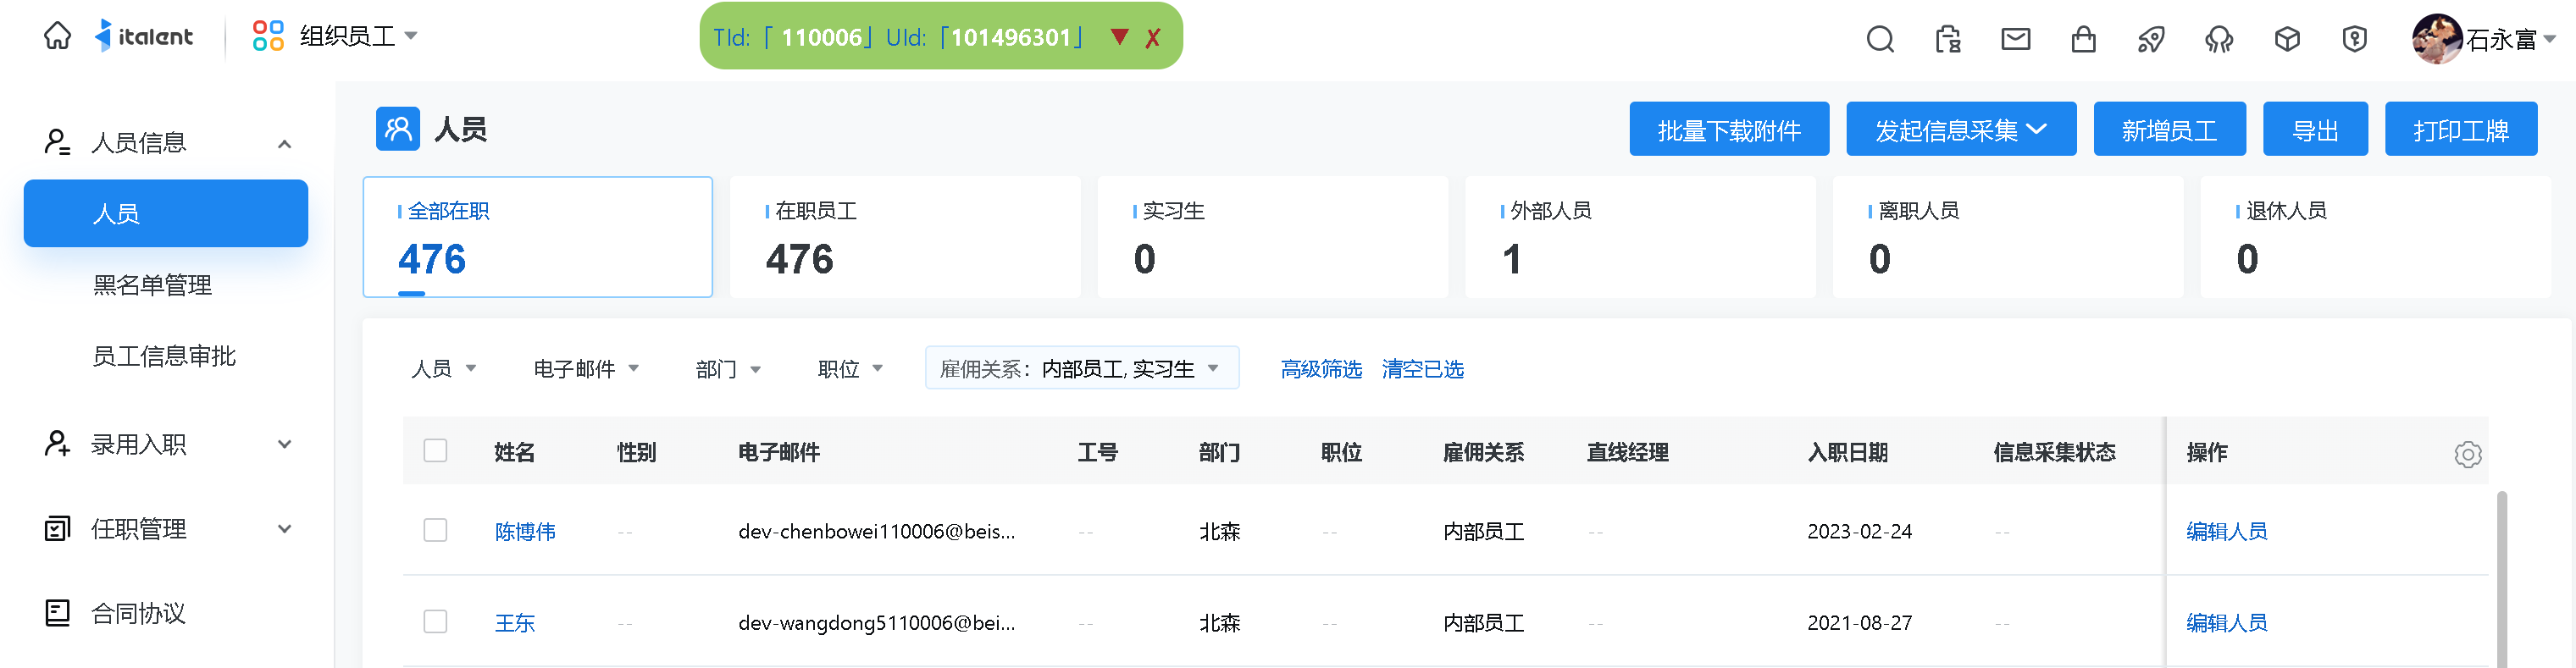 italent 组织员工 TId:「110006」UId:「101496301」 ▼ ✗ 石永富
人员信息
人员
黑名单管理
员工信息审批
录用入职
任职管理
合同协议
人员 批量下载附件 发起信息采集 新增员工 导出 打印工牌
全部在职 在职员工 实习生 外部人员 离职人员 退休人员
476 476 0 1 0 0
人员 电子邮件 部门 职位 雇佣关系：内部员工, 实习生 高级筛选 清空已选
姓名 性别 电子邮件 工号 部门 职位 雇佣关系 直线经理 入职日期 信息采集状态 操作
陈博伟 -- dev-chenbowei110006@beis... -- 北森 -- 内部员工 -- 2023-02-24 -- 编辑人员
王东 -- dev-wangdong5110006@bei... -- 北森 -- 内部员工 -- 2021-08-27 -- 编辑人员